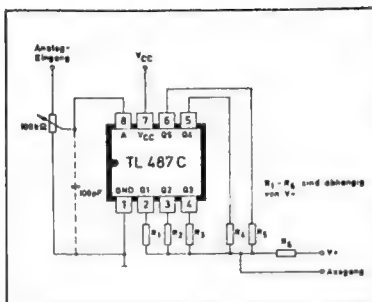 Analog-
Eingang
VCC
8 7 6 5
A VCC Q5 Q4
100kΩ
TL 487 C
100pF
GND Q1 Q2 Q3
1 2 3 4
R1 - R6 sind abhängig
von V+
R1 R2 R3 R4 R5
R6
V+
Ausgang